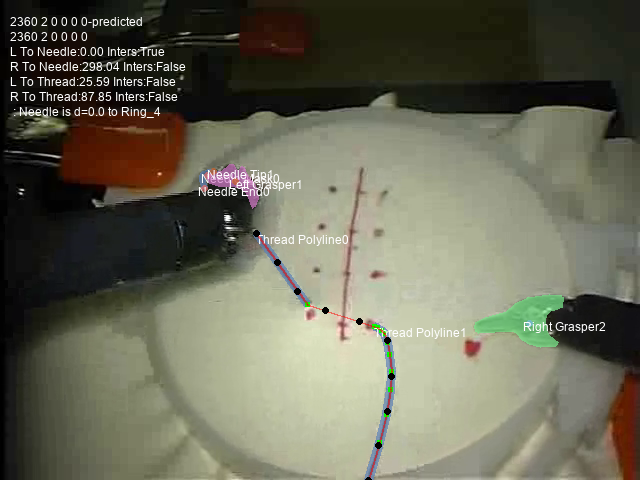 2360 2 0 0 0 0-predicted
2360 2 0 0 0 0
L To Needle:0.00 Inters:True
R To Needle:298.04 Inters:False
L To Thread:25.59 Inters:False
R To Thread:87.85 Inters:False
: Needle is d=0.0 to Ring_4
Needle Tip1
Left Grasper1
Needle End0
Thread Polyline0
Right Grasper2
Thread Polyline1